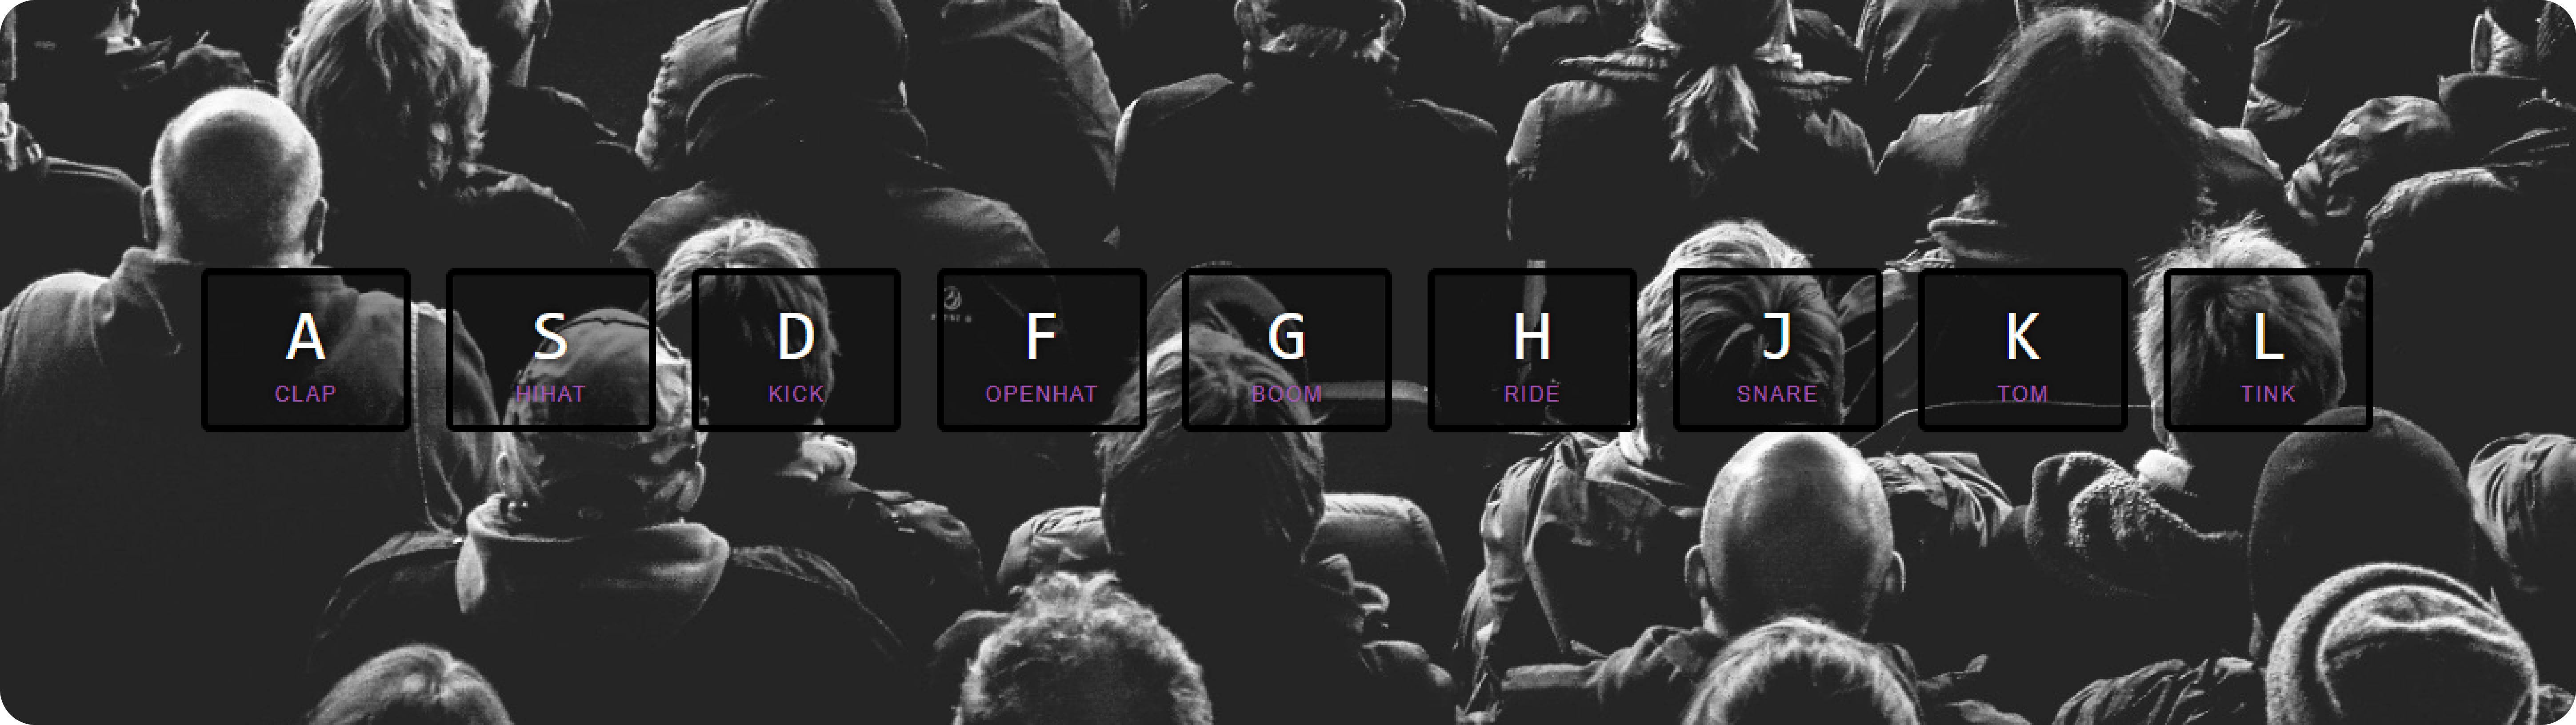 A S D F G H J K L
CLAP HIHAT KICK OPENHAT BOOM RIDE SNARE TOM TINK